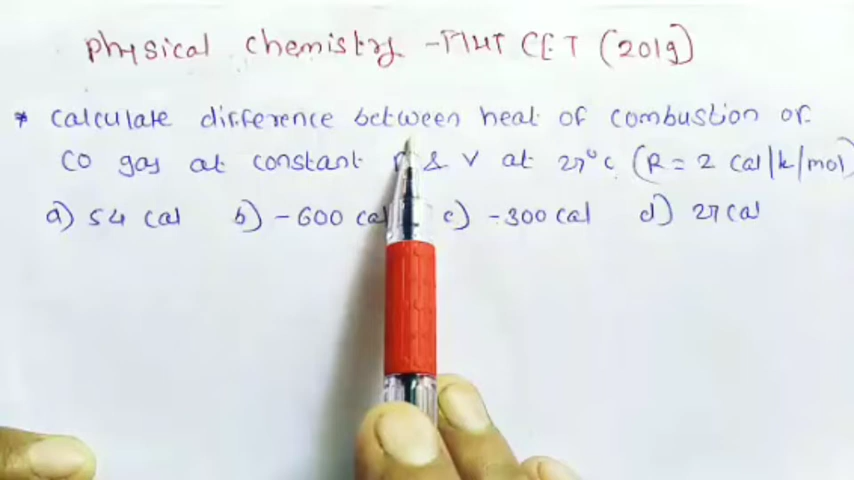 Physical chemistry - MHT CET (2019)
* Calculate difference between heat of combustion of
CO gas at constant & V at 27°C (R = 2 Cal/k/mol)
a) 54 Cal b) -600 Cal c) -300 Cal d) 27 Cal